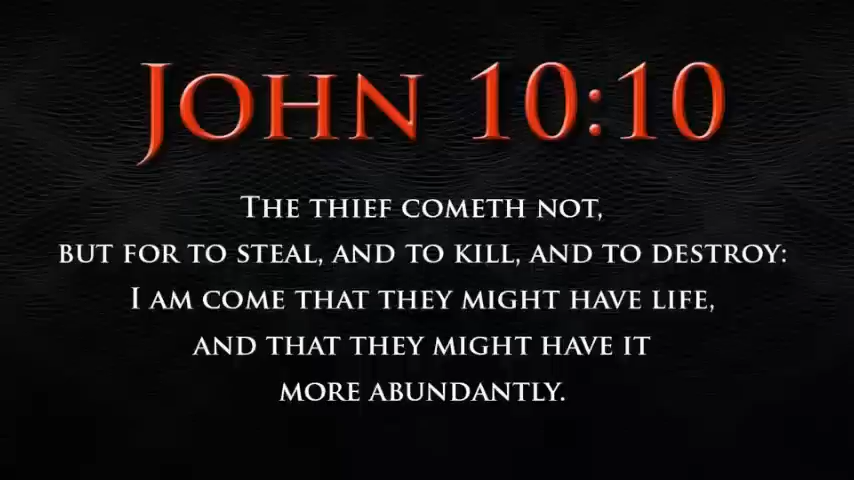 John 10:10
The thief cometh not,
but for to steal, and to kill, and to destroy:
I am come that they might have life,
and that they might have it
more abundantly.